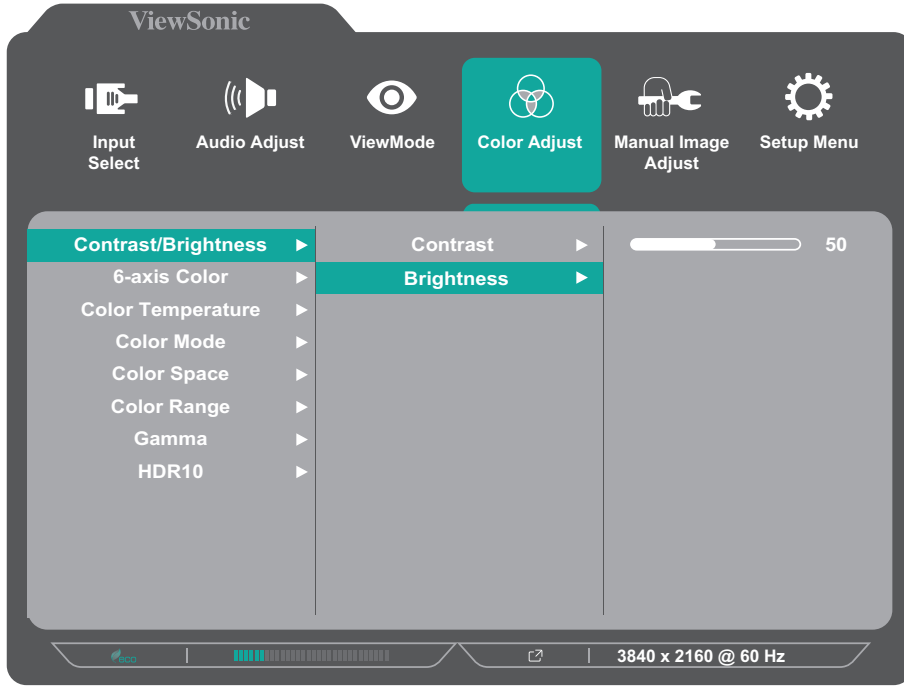 ViewSonic
Input Select
Audio Adjust
ViewMode
Color Adjust
Manual Image Adjust
Setup Menu
Contrast/Brightness
Contrast
50
6-axis Color
Brightness
Color Temperature
Color Mode
Color Space
Color Range
Gamma
HDR10
eco
3840 x 2160 @ 60 Hz